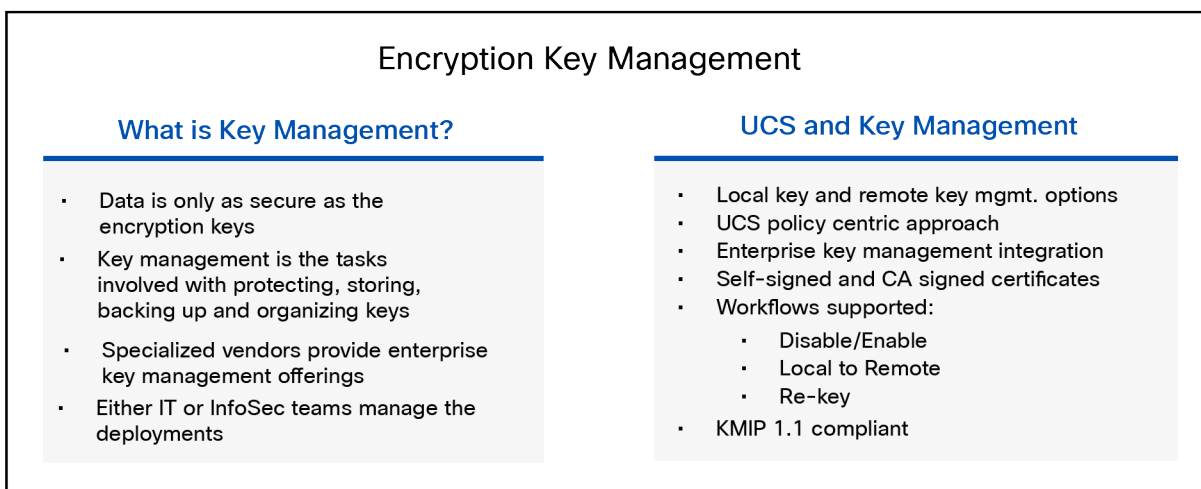 Encryption Key Management
What is Key Management?
· Data is only as secure as the
encryption keys
· Key management is the tasks
involved with protecting, storing,
backing up and organizing keys
· Specialized vendors provide enterprise
key management offerings
· Either IT or InfoSec teams manage the
deployments
UCS and Key Management
· Local key and remote key mgmt. options
· UCS policy centric approach
· Enterprise key management integration
· Self-signed and CA signed certificates
· Workflows supported:
· Disable/Enable
· Local to Remote
· Re-key
· KMIP 1.1 compliant